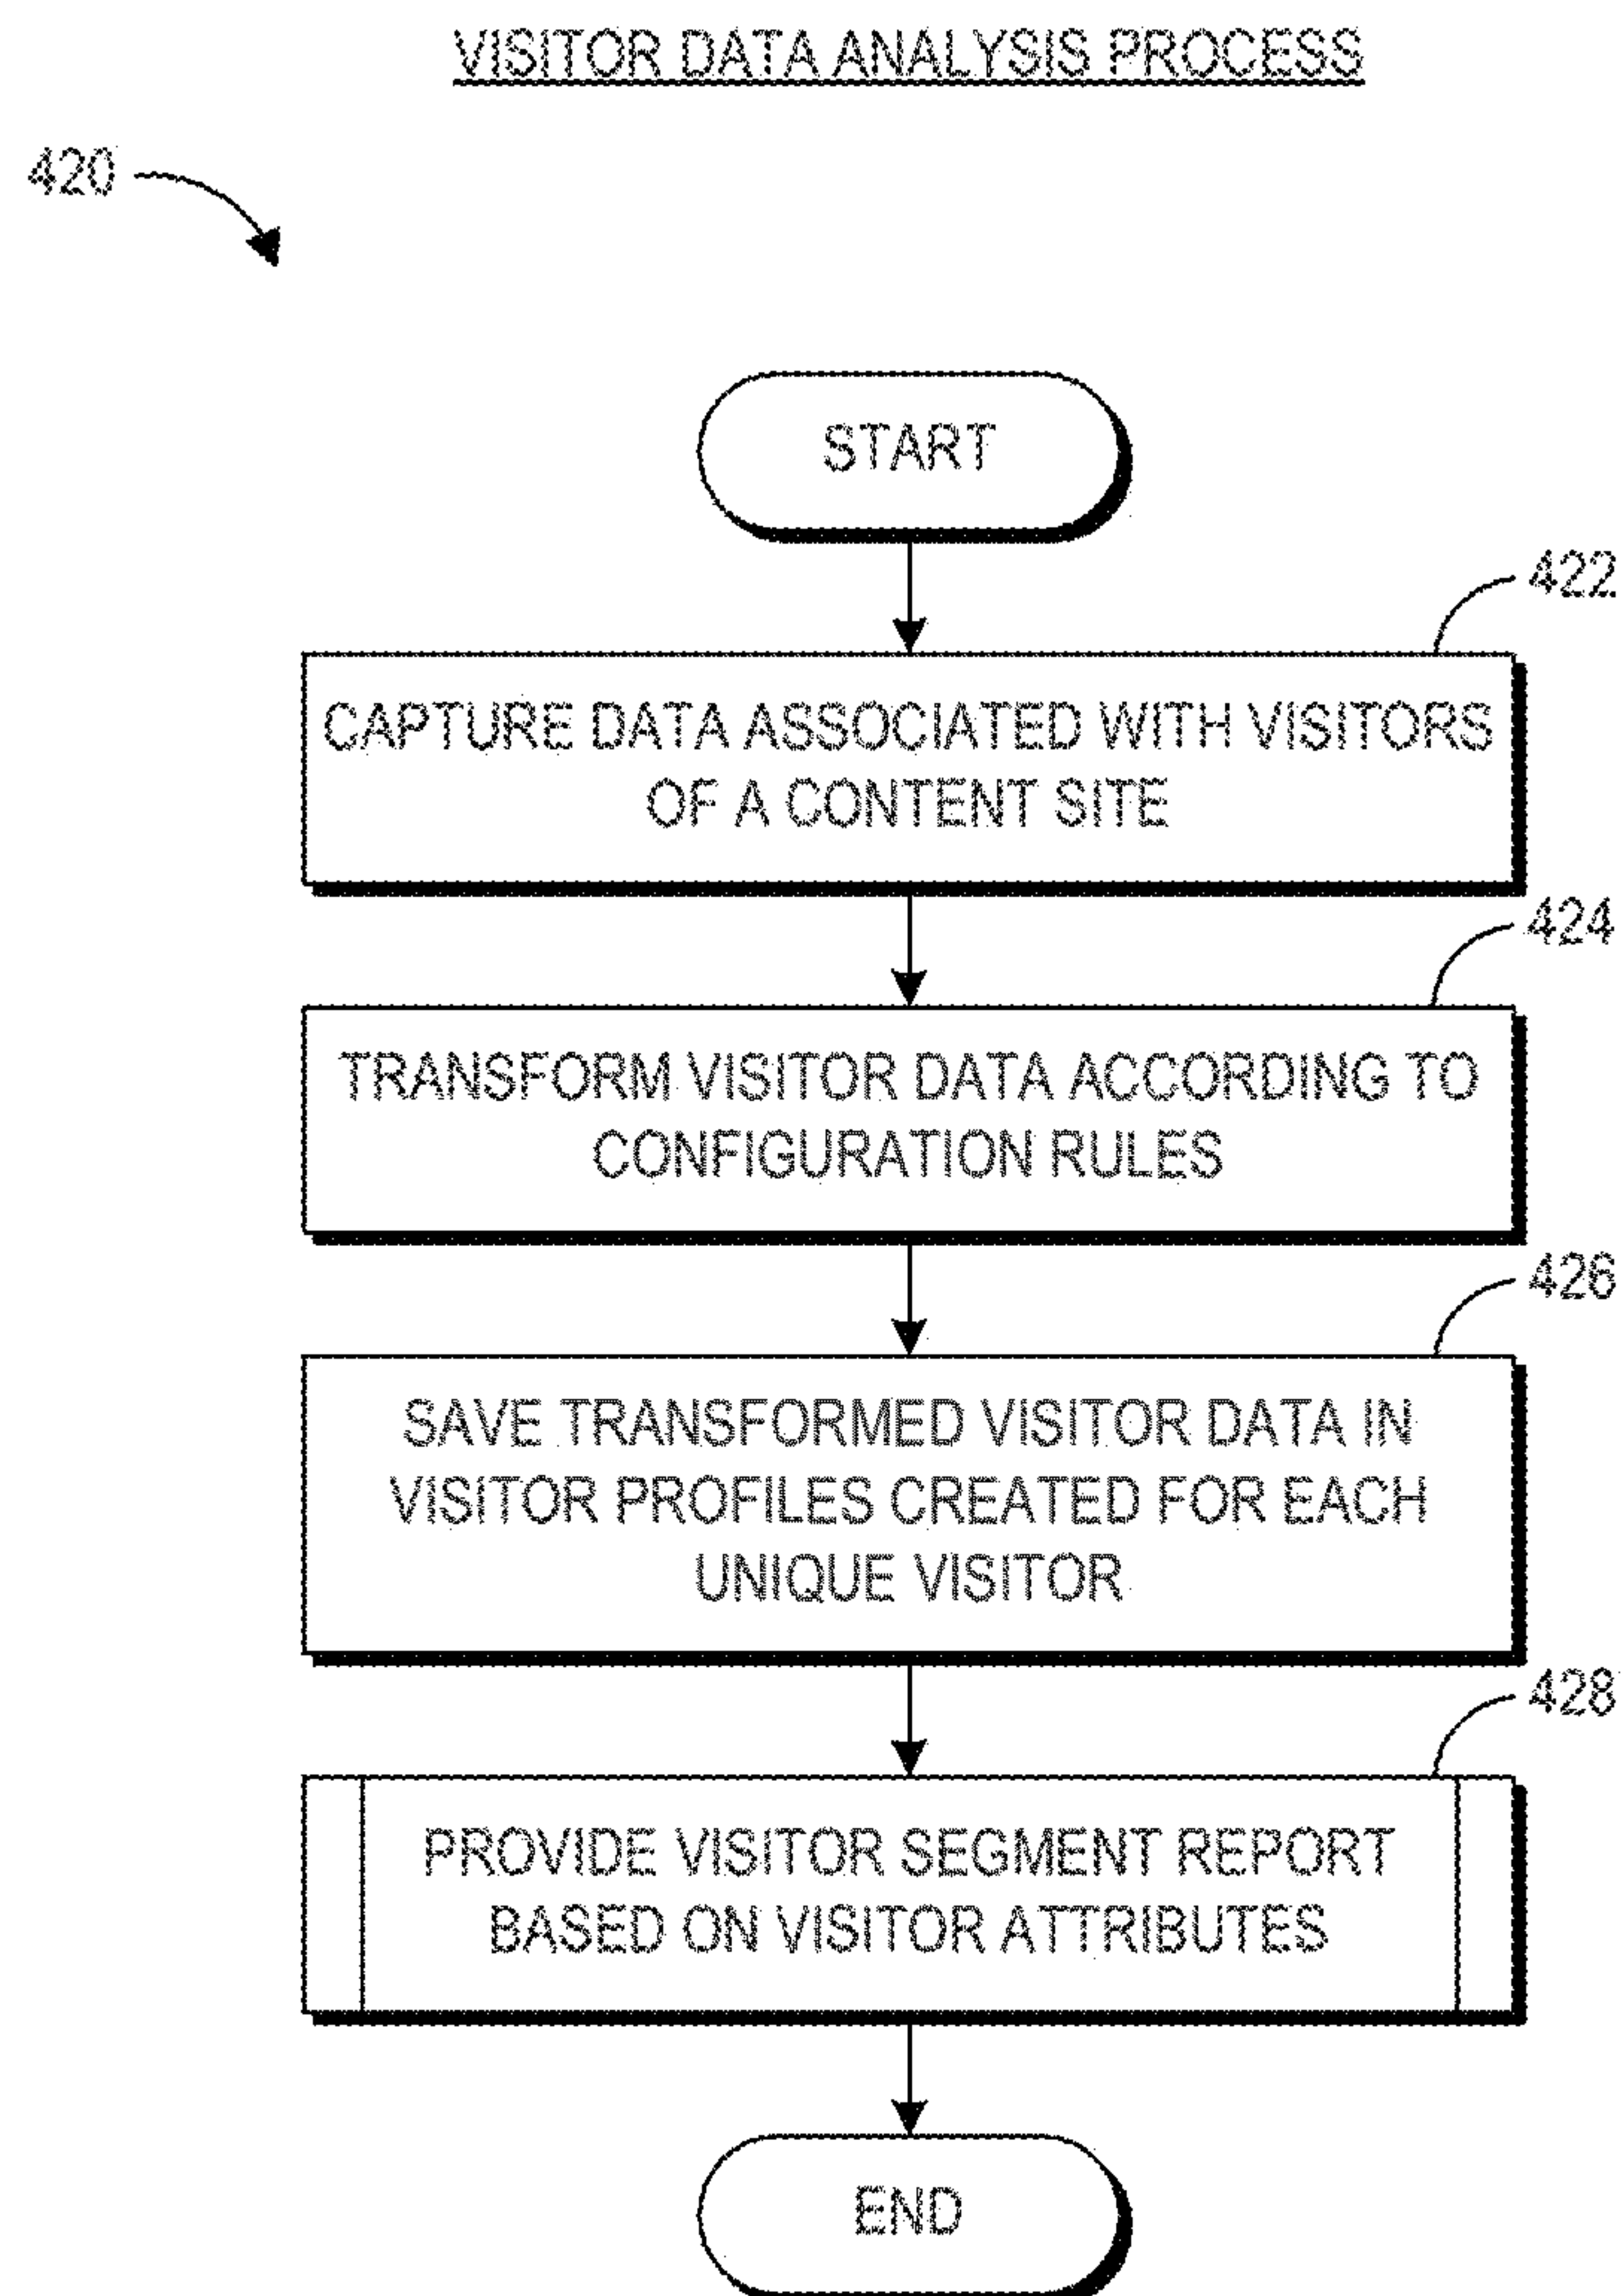 VISITOR DATA ANALYSIS PROCESS
420
START
422
CAPTURE DATA ASSOCIATED WITH VISITORS
OF A CONTENT SITE
424
TRANSFORM VISITOR DATA ACCORDING TO
CONFIGURATION RULES
426
SAVE TRANSFORMED VISITOR DATA IN
VISITOR PROFILES CREATED FOR EACH
UNIQUE VISITOR
428
PROVIDE VISITOR SEGMENT REPORT
BASED ON VISITOR ATTRIBUTES
END